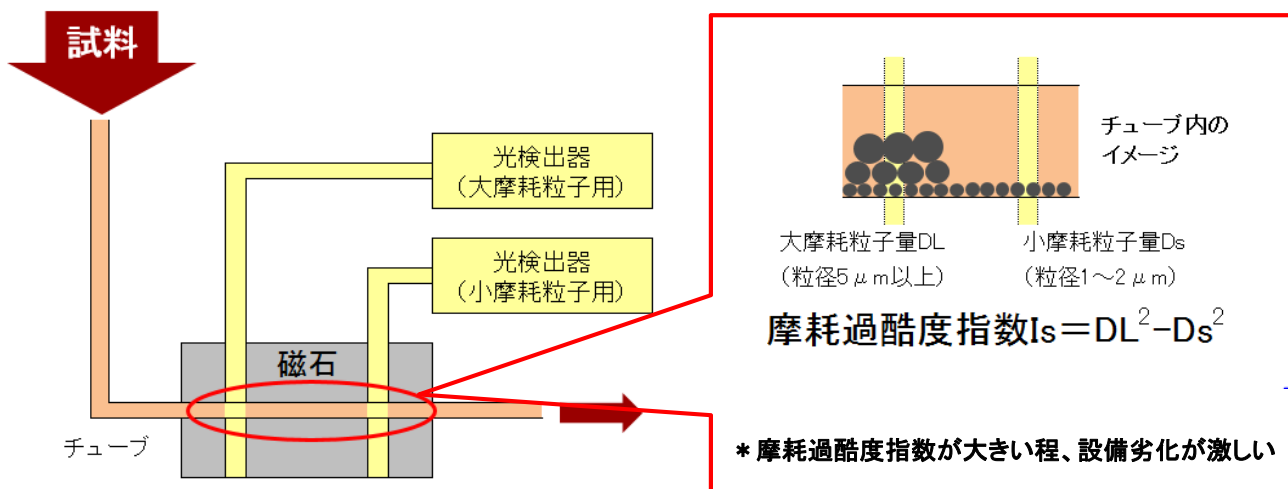 試料
光検出器
（大摩耗粒子用）
光検出器
（小摩耗粒子用）
磁石
チューブ
チューブ内の
イメージ
大摩耗粒子量DL
（粒径5μm以上）
小摩耗粒子量Ds
（粒径1～2μm）
摩耗過酷度指数Is＝DL²-Ds²
＊摩耗過酷度指数が大きい程、設備劣化が激しい